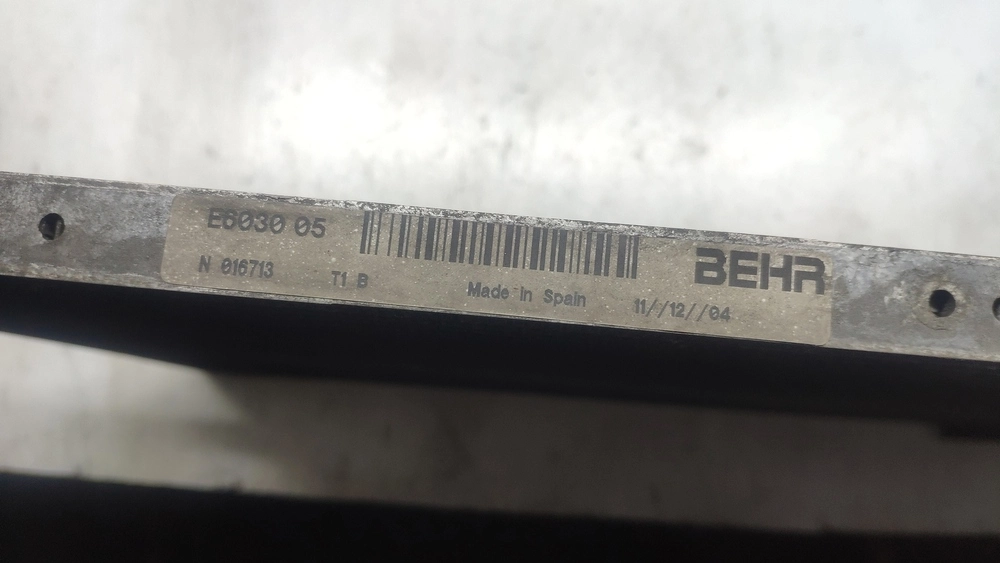 E6030 05
BEHR
N 016713 T1 B Made in Spain 11//12//04